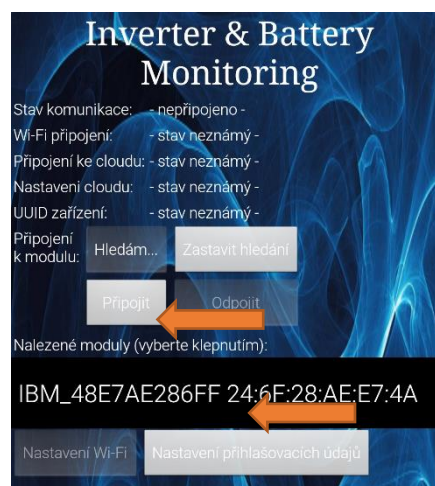 Inverter & Battery
Monitoring
Stav komunikace: - nepřipojeno -
Wi-Fi připojení: - stav neznámý -
Připojení ke cloudu: - stav neznámý -
Nastaveni cloudu: - stav neznámý -
UUID zařízení: - stav neznámý -
Připojení
k modulu: Hledám... Zastavit hledání
Připojit Odpojit
Nalezené moduly (vyberte klepnutím):
IBM_48E7AE286FF 24:6F:28:AE:E7:4A
Nastavení Wi-Fi Nastavení přihlašovacích údajů